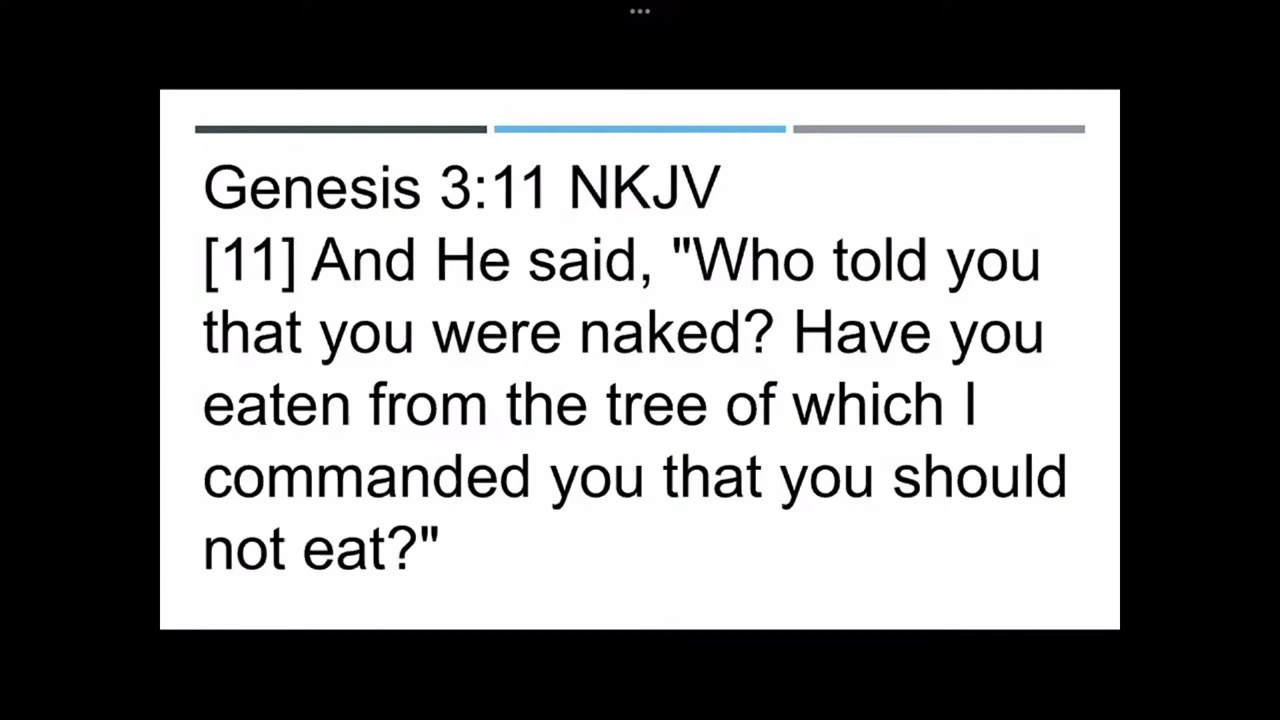 Genesis 3:11 NKJV
[11] And He said, "Who told you
that you were naked? Have you
eaten from the tree of which I
commanded you that you should
not eat?"